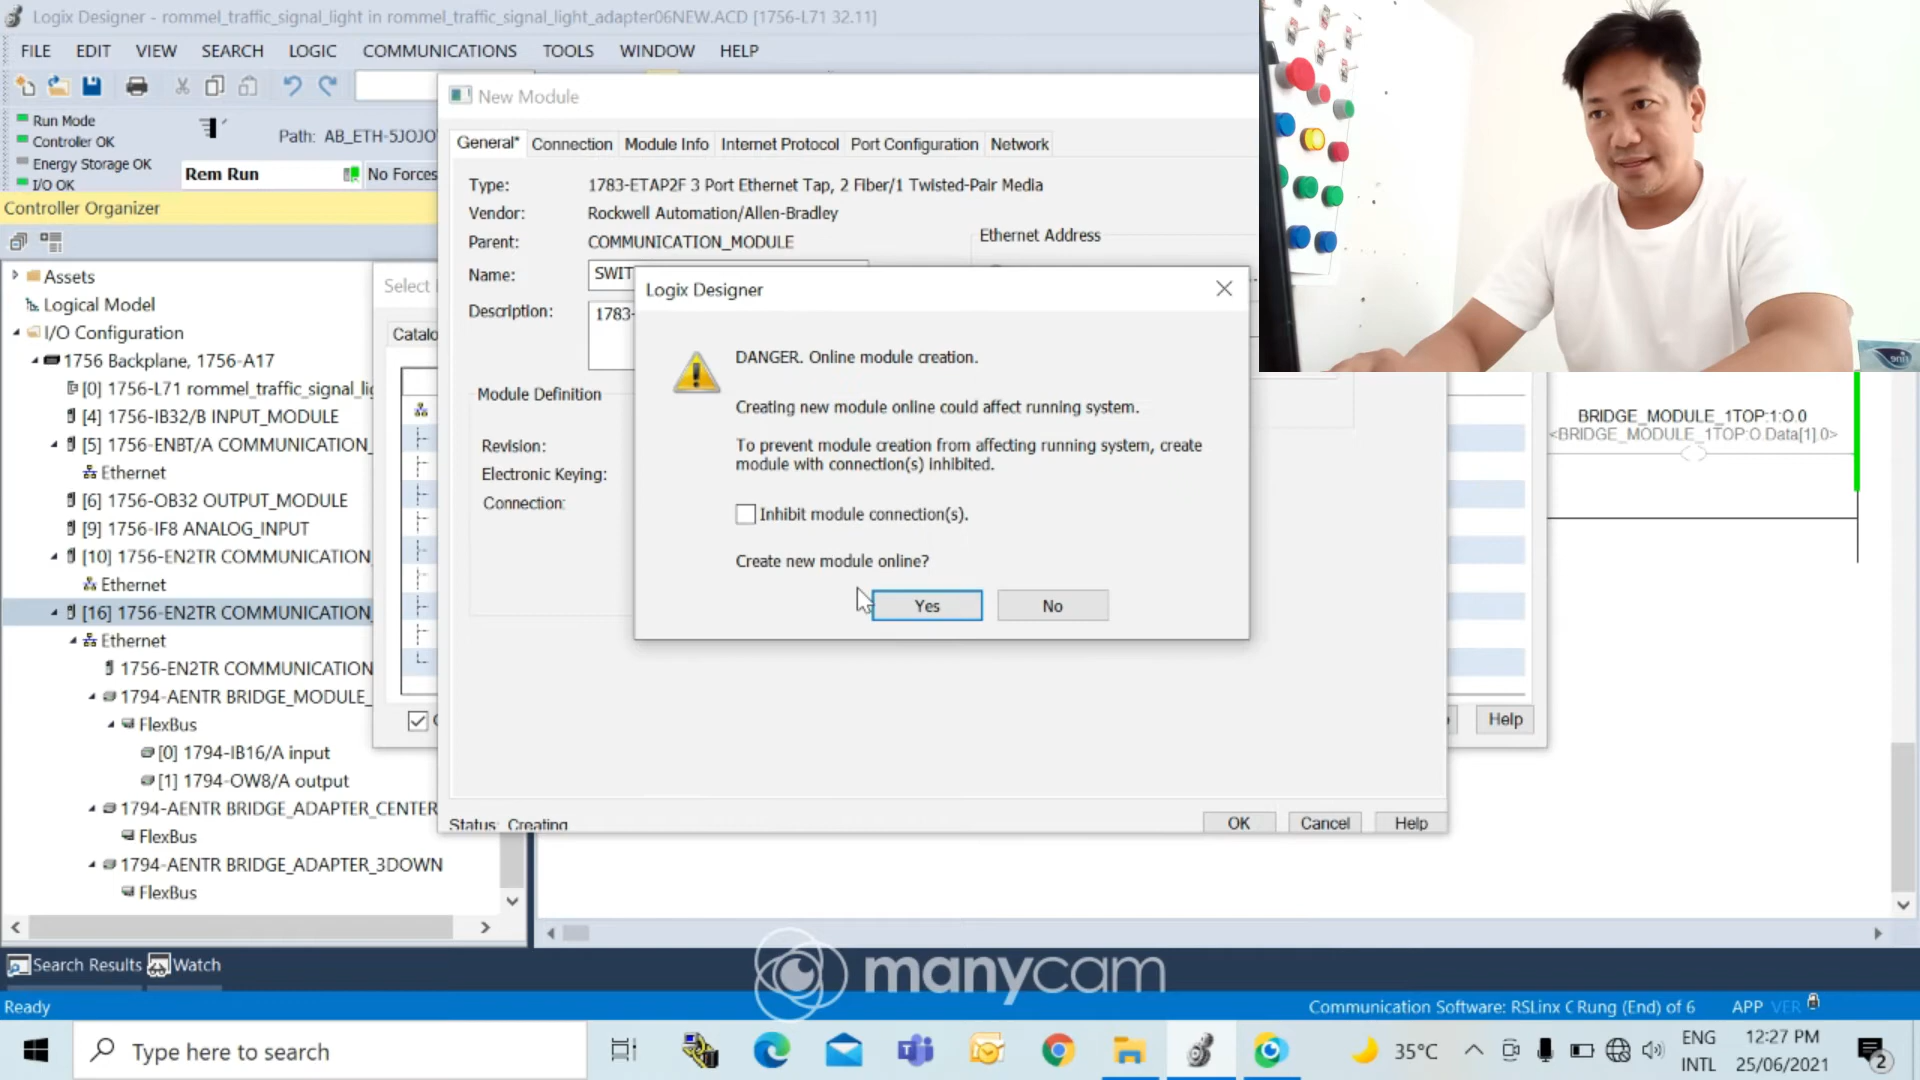 Logix Designer - rommel_traffic_signal_light in rommel_traffic_signal_light_adapter06NEW.ACD [1756-L71 32.11]
FILE EDIT VIEW SEARCH LOGIC COMMUNICATIONS TOOLS WINDOW HELP
Run Mode
Controller OK
Energy Storage OK
I/O OK
Path: AB_ETH-5JOJO
Rem Run
No Forces
Controller Organizer
Assets
Logical Model
I/O Configuration
1756 Backplane, 1756-A17
[0] 1756-L71 rommel_traffic_signal_lig
[4] 1756-IB32/B INPUT_MODULE
[5] 1756-ENBT/A COMMUNICATION_
Ethernet
[6] 1756-OB32 OUTPUT_MODULE
[9] 1756-IF8 ANALOG_INPUT
[10] 1756-EN2TR COMMUNICATION_
Ethernet
[16] 1756-EN2TR COMMUNICATION_
Ethernet
1756-EN2TR COMMUNICATION
1794-AENTR BRIDGE_MODULE_
FlexBus
[0] 1794-IB16/A input
[1] 1794-OW8/A output
1794-AENTR BRIDGE_ADAPTER_CENTER
FlexBus
1794-AENTR BRIDGE_ADAPTER_3DOWN
FlexBus
Select
Catalo
Help
New Module
General* Connection Module Info Internet Protocol Port Configuration Network
Type: 1783-ETAP2F 3 Port Ethernet Tap, 2 Fiber/1 Twisted-Pair Media
Vendor: Rockwell Automation/Allen-Bradley
Parent: COMMUNICATION_MODULE
Ethernet Address
Name: SWIT
Description: 1783-
Module Definition
Revision:
Electronic Keying:
Connection:
Status: Creating
OK Cancel Help
Logix Designer
DANGER. Online module creation.
Creating new module online could affect running system.
To prevent module creation from affecting running system, create
module with connection(s) inhibited.
Inhibit module connection(s).
Create new module online?
Yes No
BRIDGE_MODULE_1TOP:1:O.0
<BRIDGE_MODULE_1TOP:O.Data[1].0>
Search Results Watch
manycam
Ready
Communication Software: RSLinx C Rung (End) of 6 APP VER
Type here to search
35°C
ENG
INTL
12:27 PM
25/06/2021
2